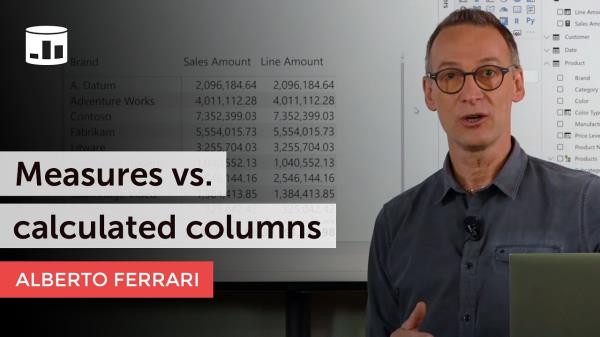 Brand Sales Amount Line Amount
A. Datum 2,096,184.64 2,096,184.64
Adventure Works 4,011,112.28 4,011,112.28
Contoso 7,352,399.03 7,352,399.03
Fabrikam 5,554,015.73 5,554,015.73
Litware 3,255,704.03 3,255,704.03
1,040,552.13
1,384,413.85
Measures vs.
calculated columns
ALBERTO FERRARI
Line Amount
Sales Amount
Customer
Date
Product
Brand
Category
Color
Color
Manufact
Price Level
Product N
Products